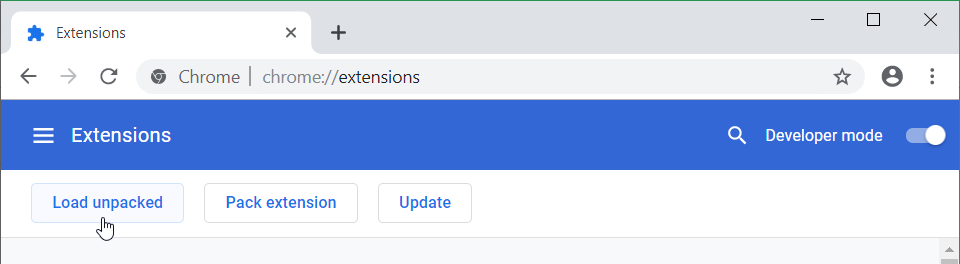 Extensions
Chrome | chrome://extensions
Extensions Developer mode
Load unpacked Pack extension Update